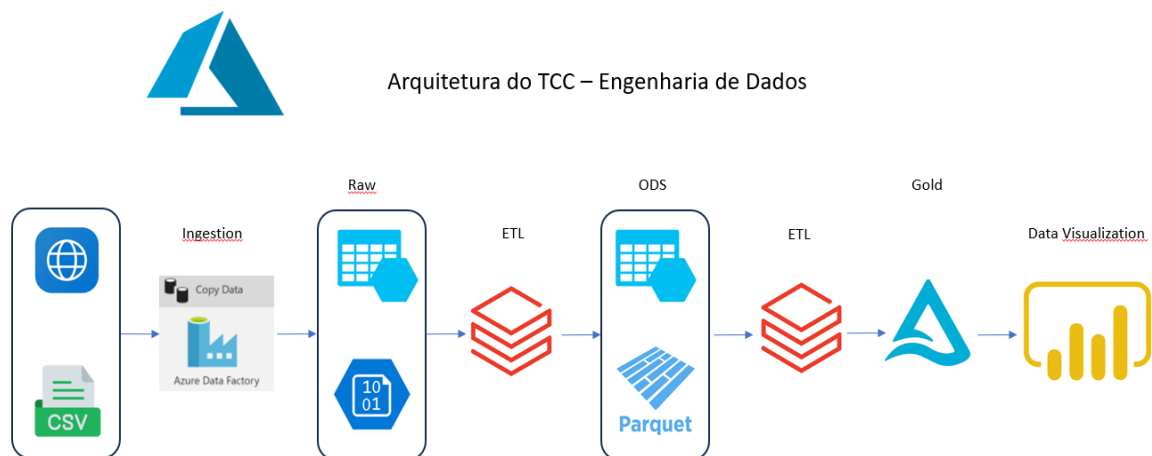 Arquitetura do TCC – Engenharia de Dados
Raw
ODS
Gold
Ingestion
ETL
ETL
Data Visualization
Copy Data
Azure Data Factory
CSV
10
01
Parquet